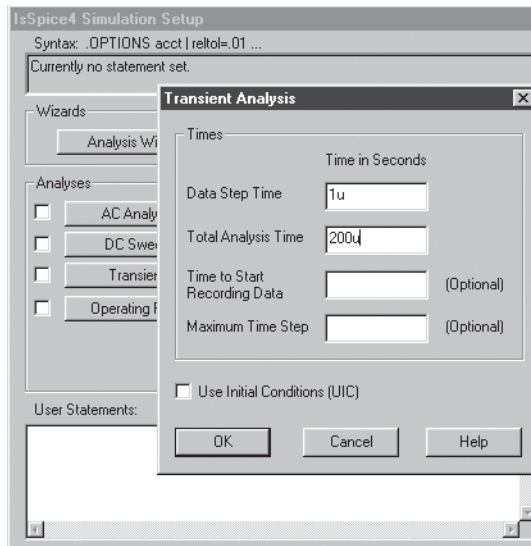 IsSpice4 Simulation Setup
Syntax: .OPTIONS acct | reltol=.01 ...
Currently no statement set.
Wizards
Analysis Wi
Analyses
AC Analy
DC Swee
Transien
Operating
User Statements:
Transient Analysis
Times
Time in Seconds
Data Step Time 1u
Total Analysis Time 200u
Time to Start
Recording Data (Optional)
Maximum Time Step (Optional)
Use Initial Conditions (UIC)
OK Cancel Help